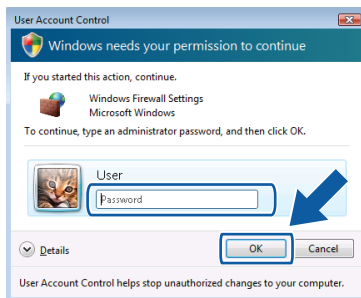 User Account Control
Windows needs your permission to continue
If you started this action, continue.
Windows Firewall Settings
Microsoft Windows
To continue, type an administrator password, and then click OK.
User
Password
Details
OK
Cancel
User Account Control helps stop unauthorized changes to your computer.